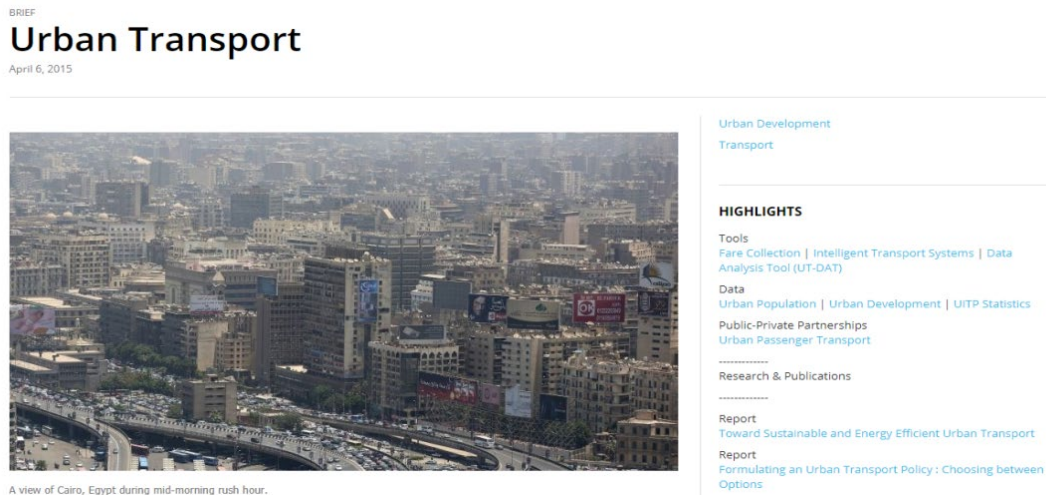 BRIEF
Urban Transport
April 6, 2015
Urban Development
Transport
HIGHLIGHTS
Tools
Fare Collection | Intelligent Transport Systems | Data
Analysis Tool (UT-DAT)
Data
Urban Population | Urban Development | UITP Statistics
Public-Private Partnerships
Urban Passenger Transport
-------------
Research & Publications
-------------
Report
Toward Sustainable and Energy Efficient Urban Transport
Report
Formulating an Urban Transport Policy : Choosing between
Options
A view of Cairo, Egypt during mid-morning rush hour.